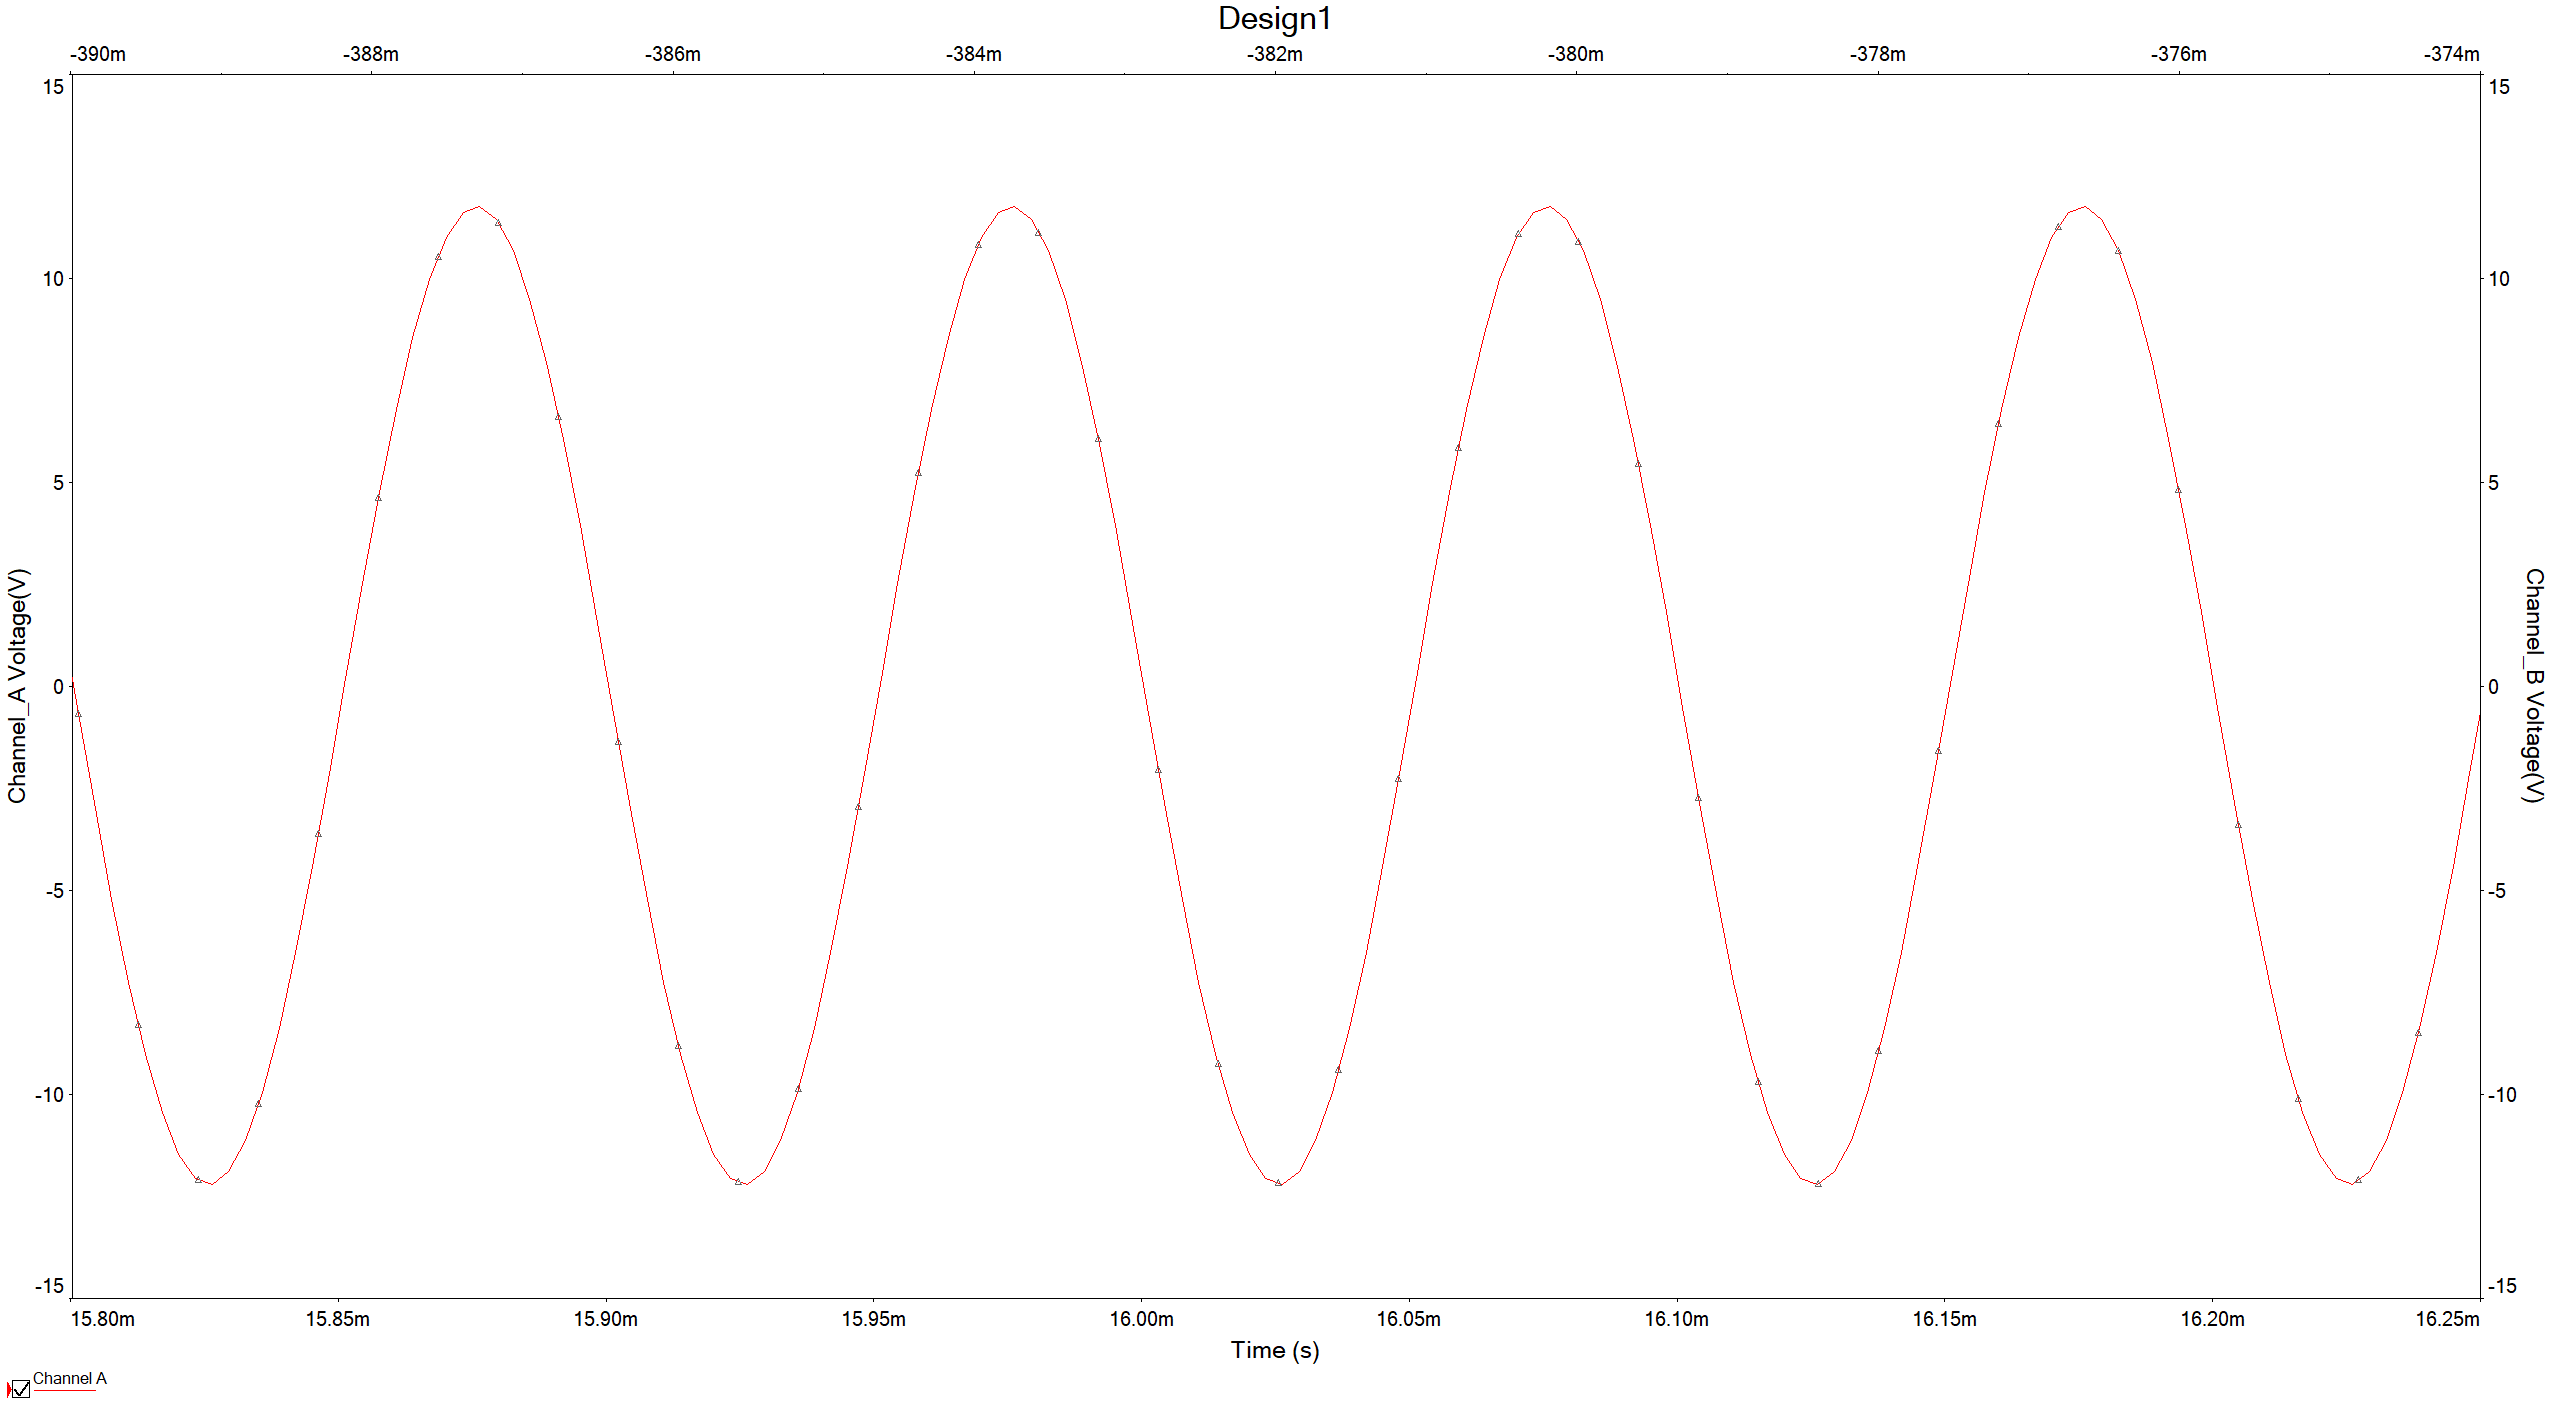 Design1
-390m -388m -386m -384m -382m -380m -378m -376m -374m
15 15
10 10
5 5
0 0
-5 -5
-10 -10
-15 -15
Channel_A Voltage(V)
Channel_B Voltage(V)
15.80m 15.85m 15.90m 15.95m 16.00m 16.05m 16.10m 16.15m 16.20m 16.25m
Time (s)
Channel A